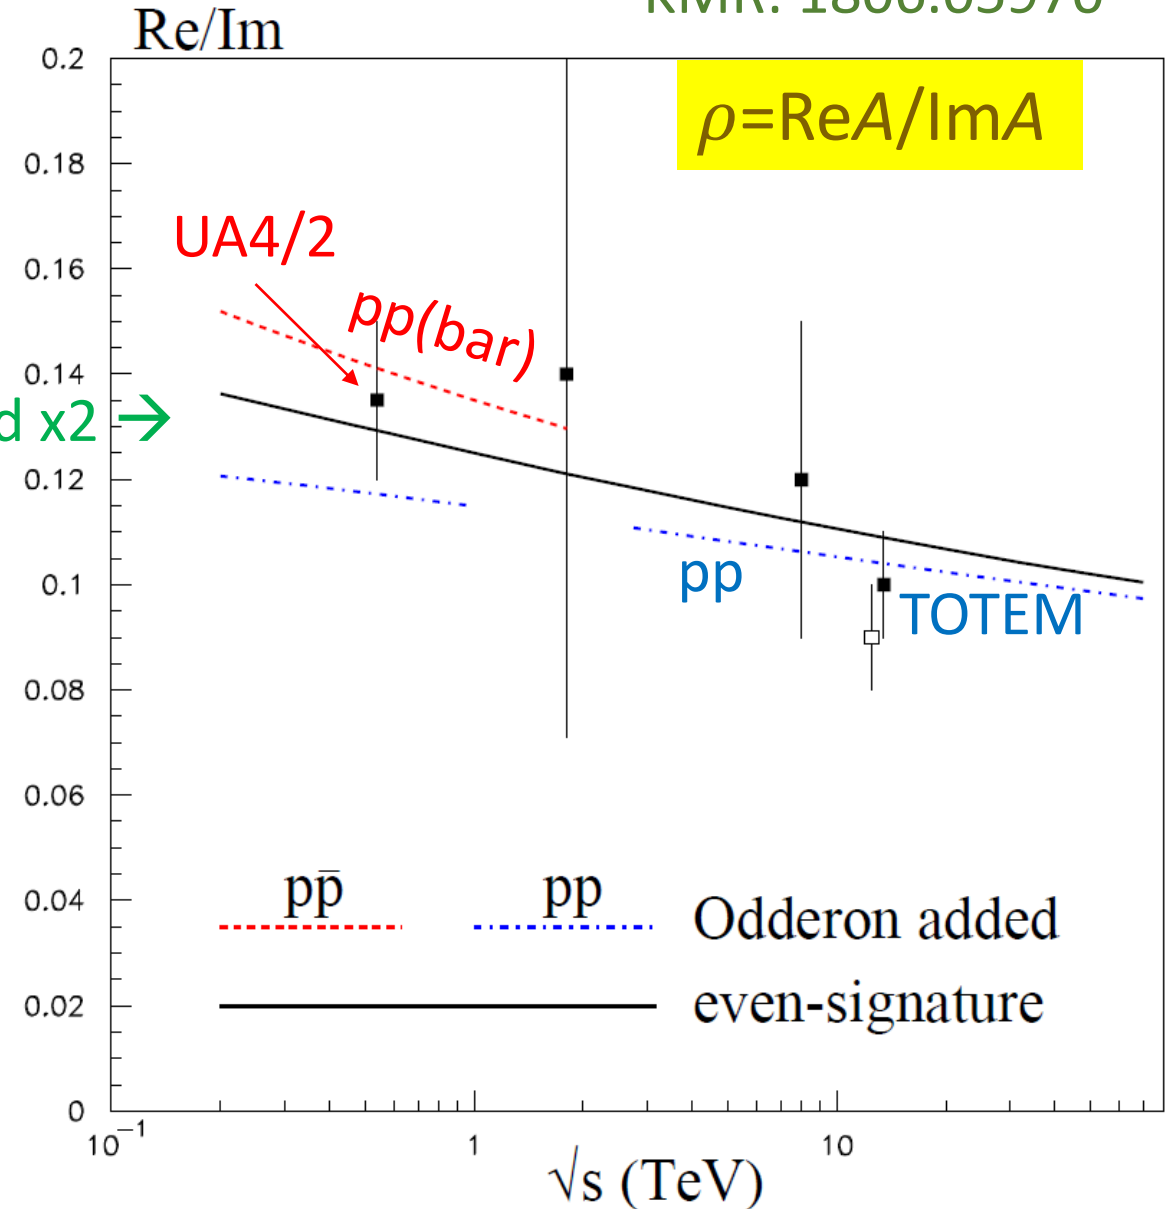 Re/Im
ρ=ReA/ImA
0.2
0.18
0.16
0.14
0.12
0.1
0.08
0.06
0.04
0.02
0
UA4/2
pp(bar)
d x2 →
pp
TOTEM
pp̄
pp
Odderon added
even-signature
10⁻¹
1
10
√s (TeV)